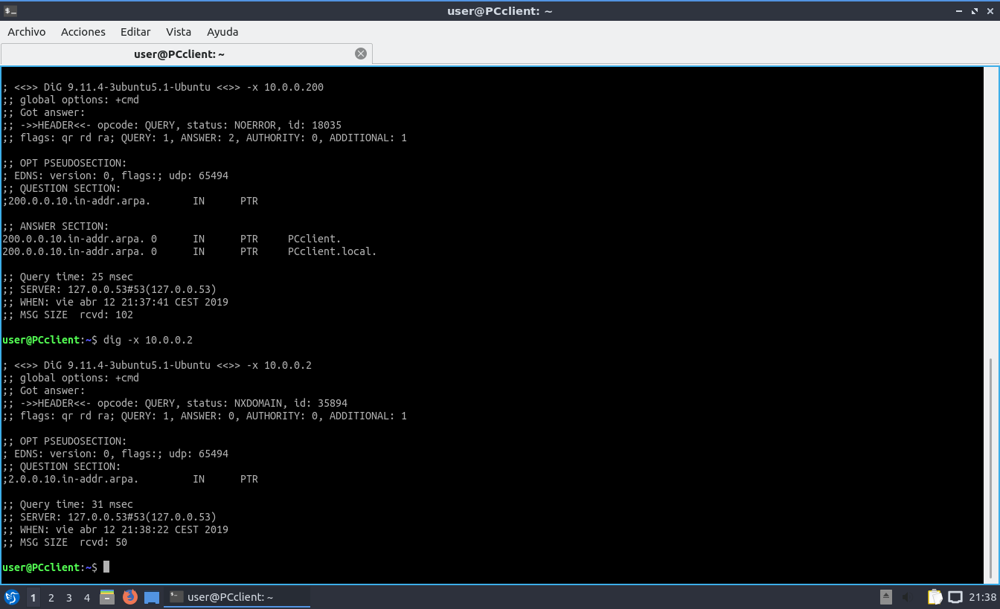 user@PCclient: ~
Archivo Acciones Editar Vista Ayuda
user@PCclient: ~
; <<>> DiG 9.11.4-3ubuntu5.1-Ubuntu <<>> -x 10.0.0.200
;; global options: +cmd
;; Got answer:
;; ->>HEADER<<- opcode: QUERY, status: NOERROR, id: 18035
;; flags: qr rd ra; QUERY: 1, ANSWER: 2, AUTHORITY: 0, ADDITIONAL: 1
;; OPT PSEUDOSECTION:
; EDNS: version: 0, flags:; udp: 65494
;; QUESTION SECTION:
;200.0.0.10.in-addr.arpa. IN PTR
;; ANSWER SECTION:
200.0.0.10.in-addr.arpa. 0 IN PTR PCclient.
200.0.0.10.in-addr.arpa. 0 IN PTR PCclient.local.
;; Query time: 25 msec
;; SERVER: 127.0.0.53#53(127.0.0.53)
;; WHEN: vie abr 12 21:37:41 CEST 2019
;; MSG SIZE  rcvd: 102
user@PCclient:~$ dig -x 10.0.0.2
; <<>> DiG 9.11.4-3ubuntu5.1-Ubuntu <<>> -x 10.0.0.2
;; global options: +cmd
;; Got answer:
;; ->>HEADER<<- opcode: QUERY, status: NXDOMAIN, id: 35894
;; flags: qr rd ra; QUERY: 1, ANSWER: 0, AUTHORITY: 0, ADDITIONAL: 1
;; OPT PSEUDOSECTION:
; EDNS: version: 0, flags:; udp: 65494
;; QUESTION SECTION:
;2.0.0.10.in-addr.arpa. IN PTR
;; Query time: 31 msec
;; SERVER: 127.0.0.53#53(127.0.0.53)
;; WHEN: vie abr 12 21:38:22 CEST 2019
;; MSG SIZE  rcvd: 50
user@PCclient:~$
1 2 3 4 user@PCclient: ~ 21:38